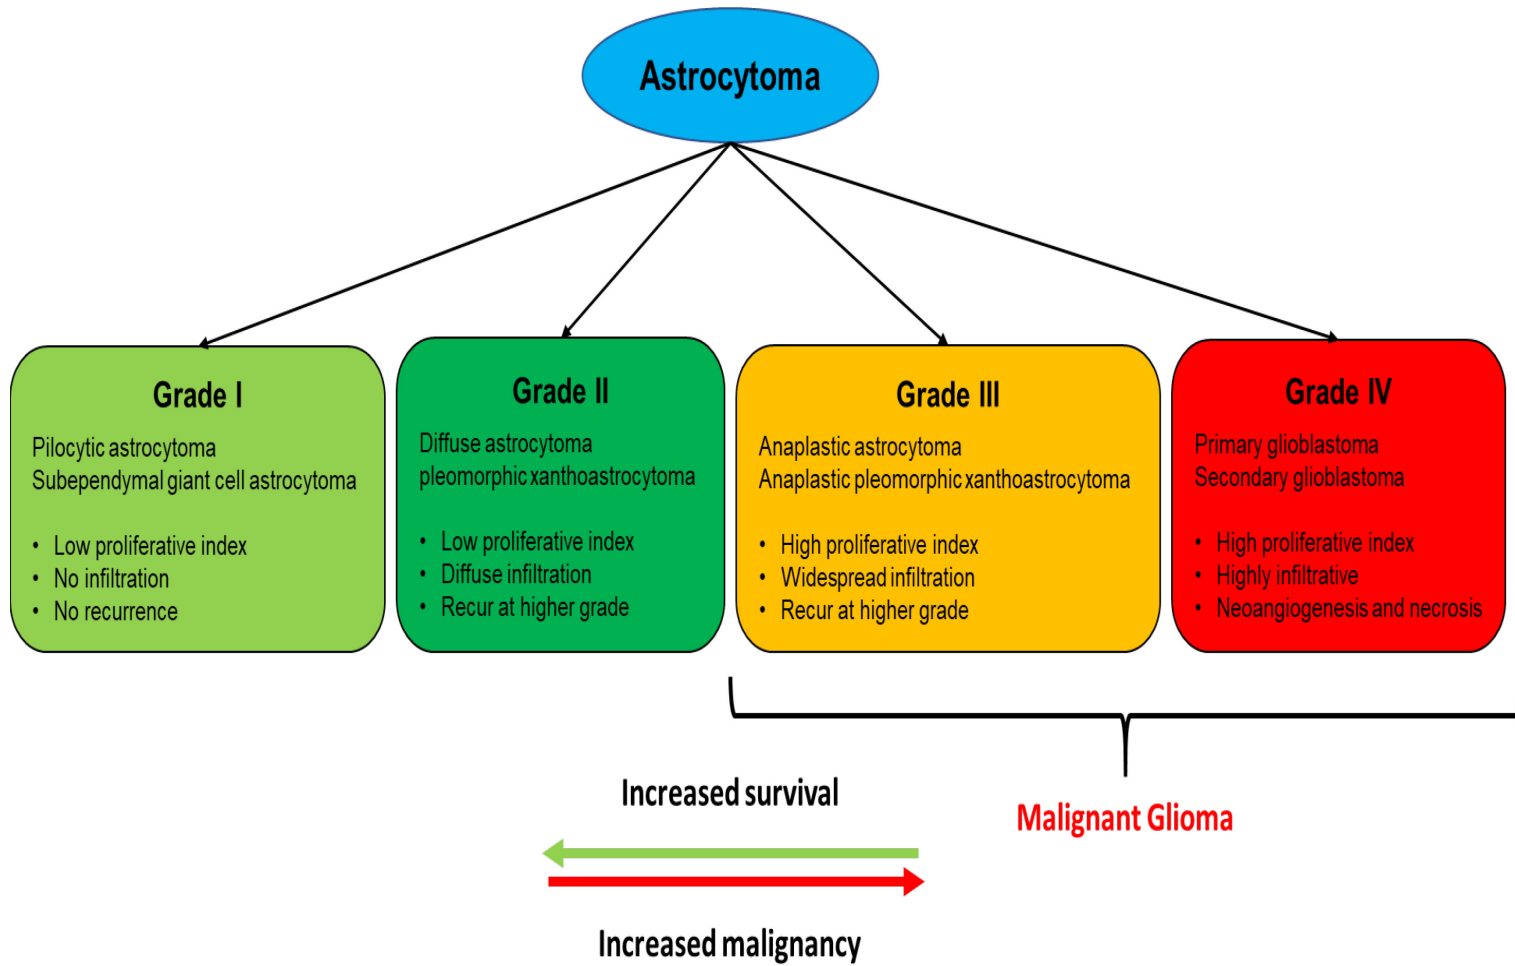 Astrocytoma
Grade I
Pilocytic astrocytoma
Subependymal giant cell astrocytoma
• Low proliferative index
• No infiltration
• No recurrence
Grade II
Diffuse astrocytoma
pleomorphic xanthoastrocytoma
• Low proliferative index
• Diffuse infiltration
• Recur at higher grade
Grade III
Anaplastic astrocytoma
Anaplastic pleomorphic xanthoastrocytoma
• High proliferative index
• Widespread infiltration
• Recur at higher grade
Grade IV
Primary glioblastoma
Secondary glioblastoma
• High proliferative index
• Highly infiltrative
• Neoangiogenesis and necrosis
Increased survival
Malignant Glioma
Increased malignancy